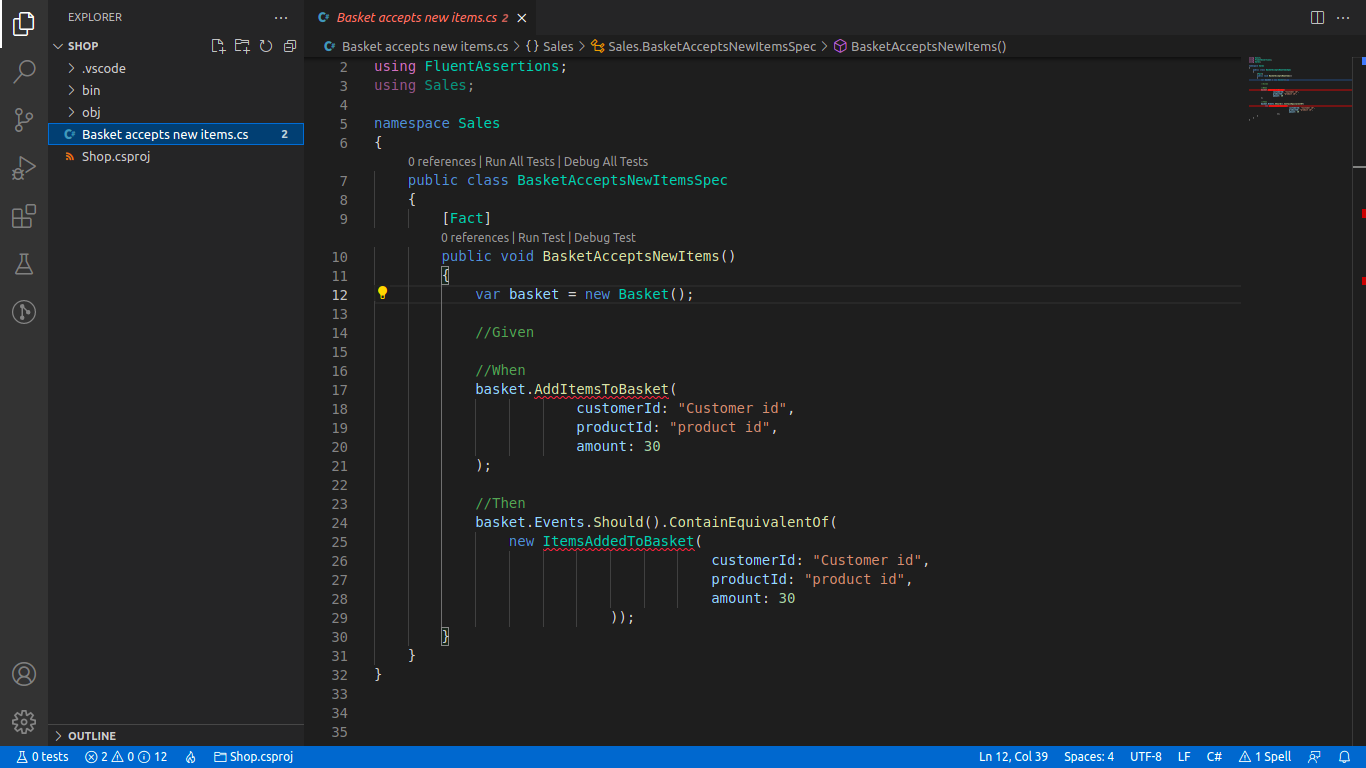 EXPLORER
SHOP
.vscode
bin
obj
Basket accepts new items.cs 2
Shop.csproj
OUTLINE
Basket accepts new items.cs 2
Basket accepts new items.cs > {} Sales > Sales.BasketAcceptsNewItemsSpec > BasketAcceptsNewItems()
2 using FluentAssertions;
3 using Sales;
4
5 namespace Sales
6 {
0 references | Run All Tests | Debug All Tests
7 public class BasketAcceptsNewItemsSpec
8 {
9 [Fact]
0 references | Run Test | Debug Test
10 public void BasketAcceptsNewItems()
11 {
12 var basket = new Basket();
13
14 //Given
15
16 //When
17 basket.AddItemsToBasket(
18 customerId: "Customer id",
19 productId: "product id",
20 amount: 30
21 );
22
23 //Then
24 basket.Events.Should().ContainEquivalentOf(
25 new ItemsAddedToBasket(
26 customerId: "Customer id",
27 productId: "product id",
28 amount: 30
29 ));
30 }
31 }
32 }
33
34
35
0 tests 2 0 12 Shop.csproj Ln 12, Col 39 Spaces: 4 UTF-8 LF C# 1 Spell